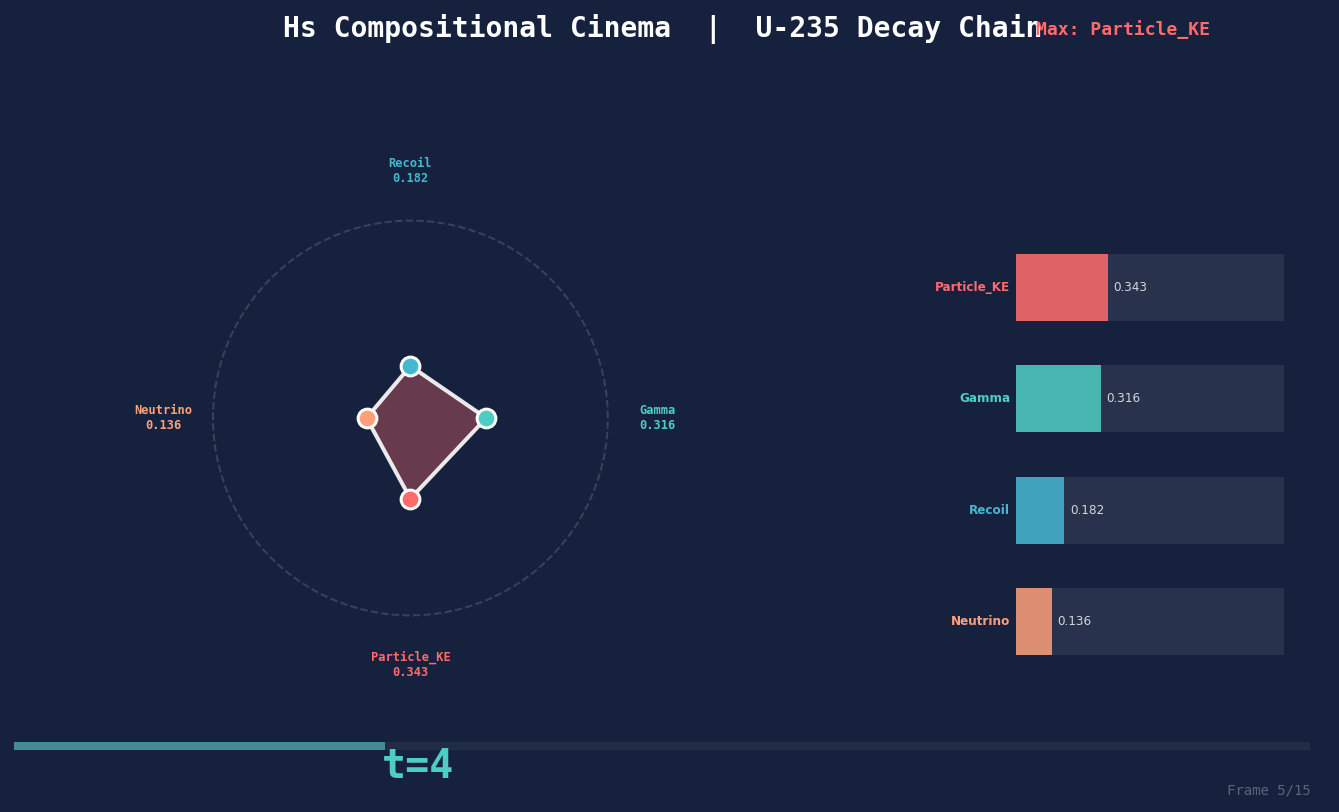 Hs Compositional Cinema | U-235 Decay Chain
Max: Particle_KE
Recoil
0.182
Neutrino
0.136
Gamma
0.316
Particle_KE
0.343
Particle_KE 0.343
Gamma 0.316
Recoil 0.182
Neutrino 0.136
t=4
Frame 5/15